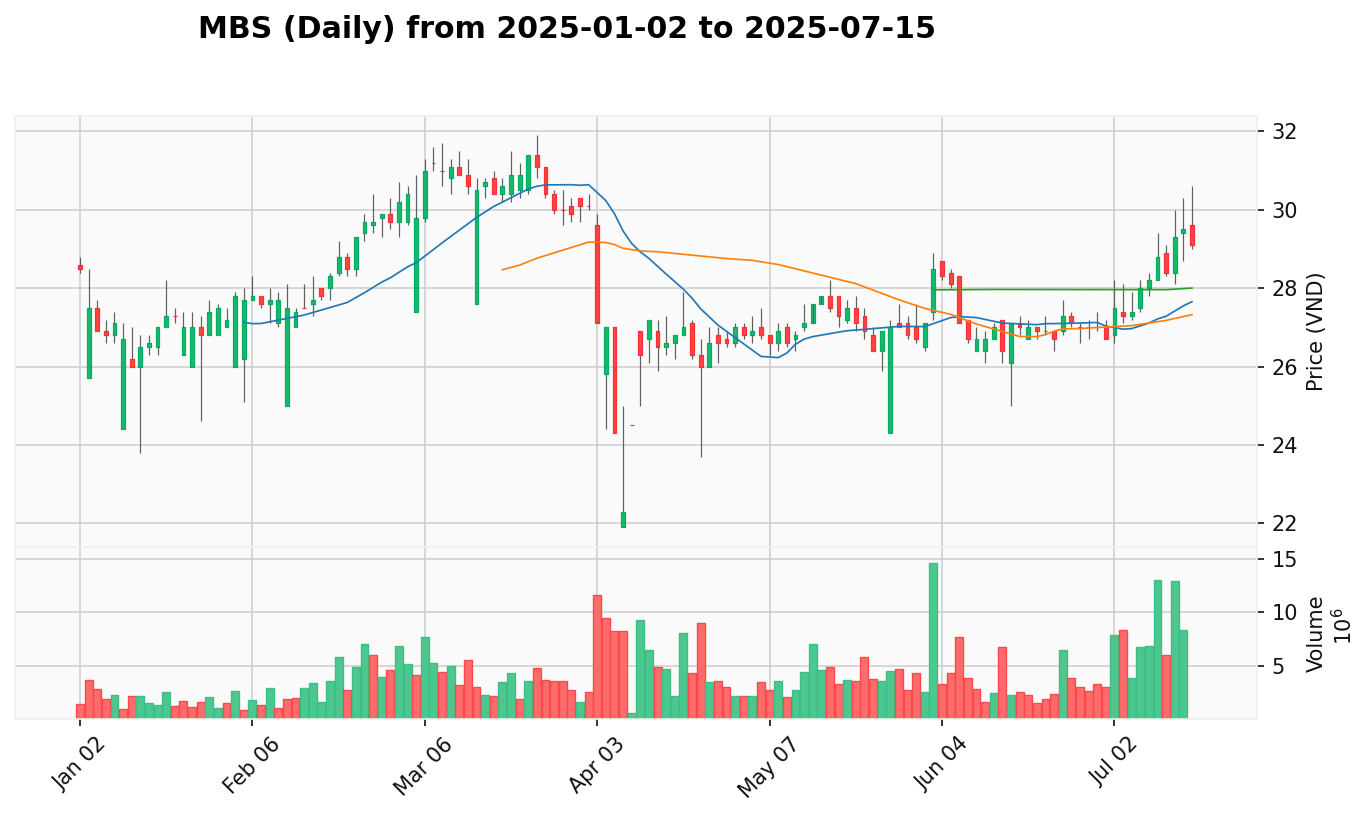 MBS (Daily) from 2025-01-02 to 2025-07-15
32
30
28
26
24
22
Price (VND)
15
10
5
Volume
10⁶
Jan 02
Feb 06
Mar 06
Apr 03
May 07
Jun 04
Jul 02